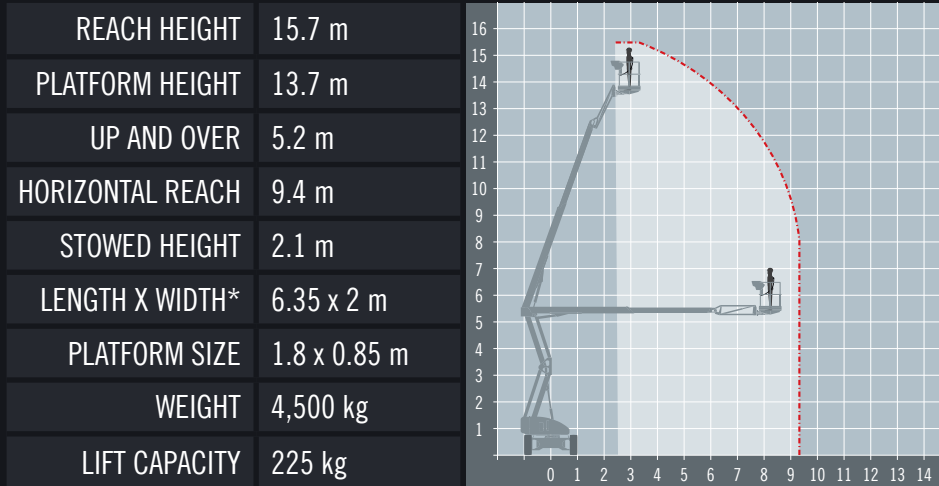 REACH HEIGHT 15.7 m
PLATFORM HEIGHT 13.7 m
UP AND OVER 5.2 m
HORIZONTAL REACH 9.4 m
STOWED HEIGHT 2.1 m
LENGTH X WIDTH* 6.35 x 2 m
PLATFORM SIZE 1.8 x 0.85 m
WEIGHT 4,500 kg
LIFT CAPACITY 225 kg
16
15
14
13
12
11
10
9
8
7
6
5
4
3
2
1
0 1 2 3 4 5 6 7 8 9 10 11 12 13 14